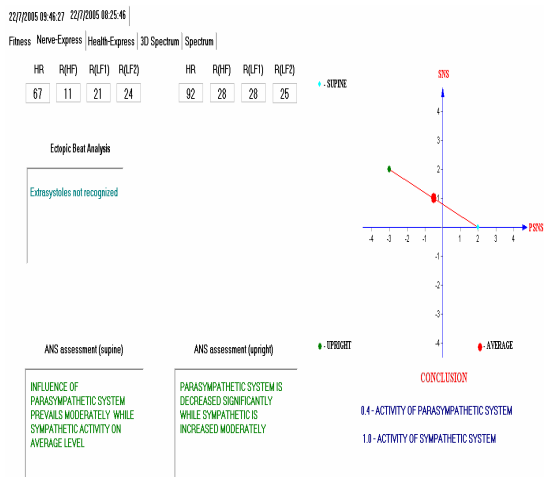 22/7/2005 09:46:27 22/7/2005 08:25:46
Fitness Nerve-Express Health-Express 3D Spectrum Spectrum
HR R(HF) R(LF1) R(LF2) HR R(HF) R(LF1) R(LF2)
67 11 21 24 92 28 28 25
- SUPINE
SNS
Ectopic Beat Analysis
Extrasystoles not recognized
4
3
2
1
-4 -3 -2 -1 1 2 3 4
PSNS
-1
-2
-3
-4
ANS assessment (supine) ANS assessment (upright)
- UPRIGHT - AVERAGE
CONCLUSION
INFLUENCE OF
PARASYMPATHETIC SYSTEM
PREVAILS MODERATELY WHILE
SYMPATHETIC ACTIVITY ON
AVERAGE LEVEL
PARASYMPATHETIC SYSTEM IS
DECREASED SIGNIFICANTLY
WHILE SYMPATHETIC IS
INCREASED MODERATELY
0.4 - ACTIVITY OF PARASYMPATHETIC SYSTEM
1.0 - ACTIVITY OF SYMPATHETIC SYSTEM